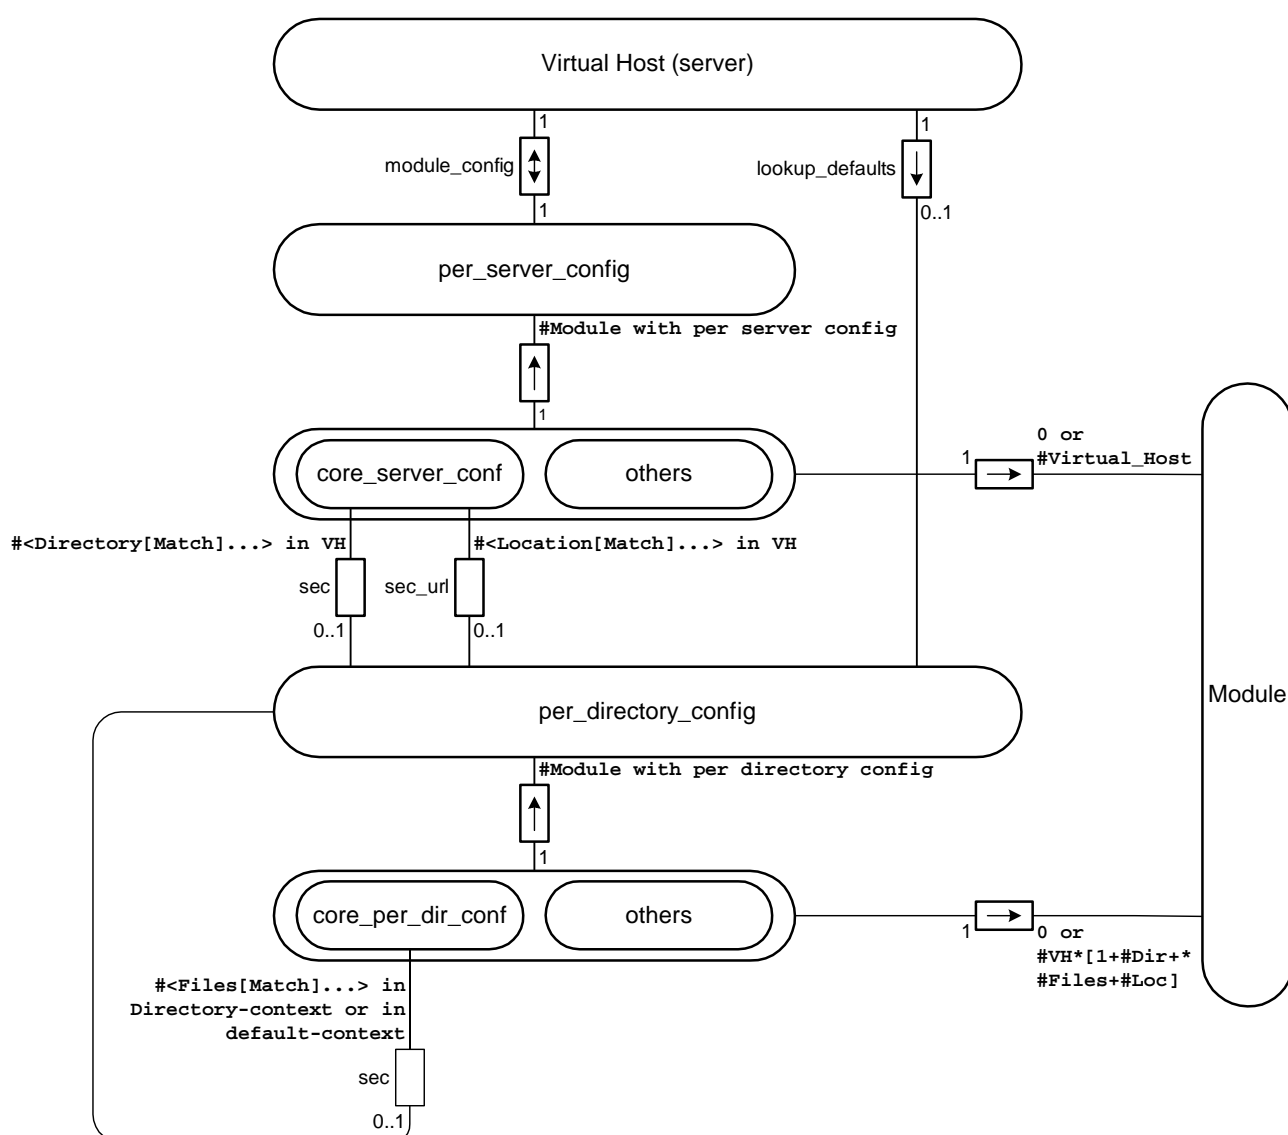 Virtual Host (server)
1
1
module_config
lookup_defaults
1
0..1
per_server_config
#Module with per server config
1
0 or
#Virtual_Host
1
core_server_conf
others
#<Directory[Match]...> in VH
#<Location[Match]...> in VH
sec
sec_url
0..1
0..1
per_directory_config
Module
#Module with per directory config
1
core_per_dir_conf
others
1
0 or
#VH*[1+#Dir+*
#Files+#Loc]
#<Files[Match]...> in
Directory-context or in
default-context
sec
0..1